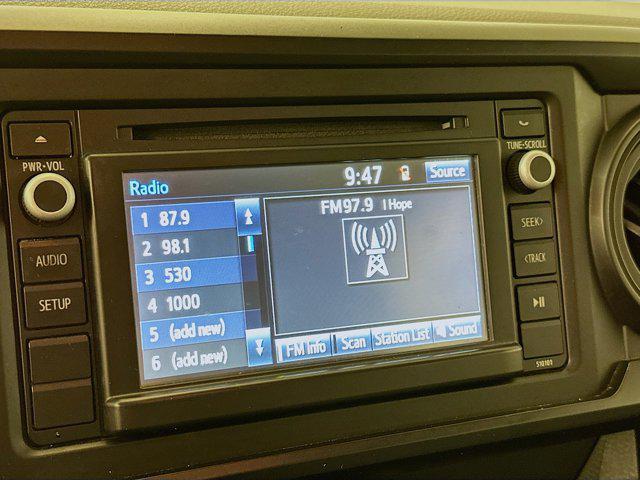 PWR•VOL
AUDIO
SETUP
Radio
9:47
Source
1 87.9
2 98.1
3 530
4 1000
5 (add new)
6 (add new)
FM97.9 I Hope
FM Info
Scan
Station List
Sound
TUNE•SCROLL
SEEK>
<TRACK
510101